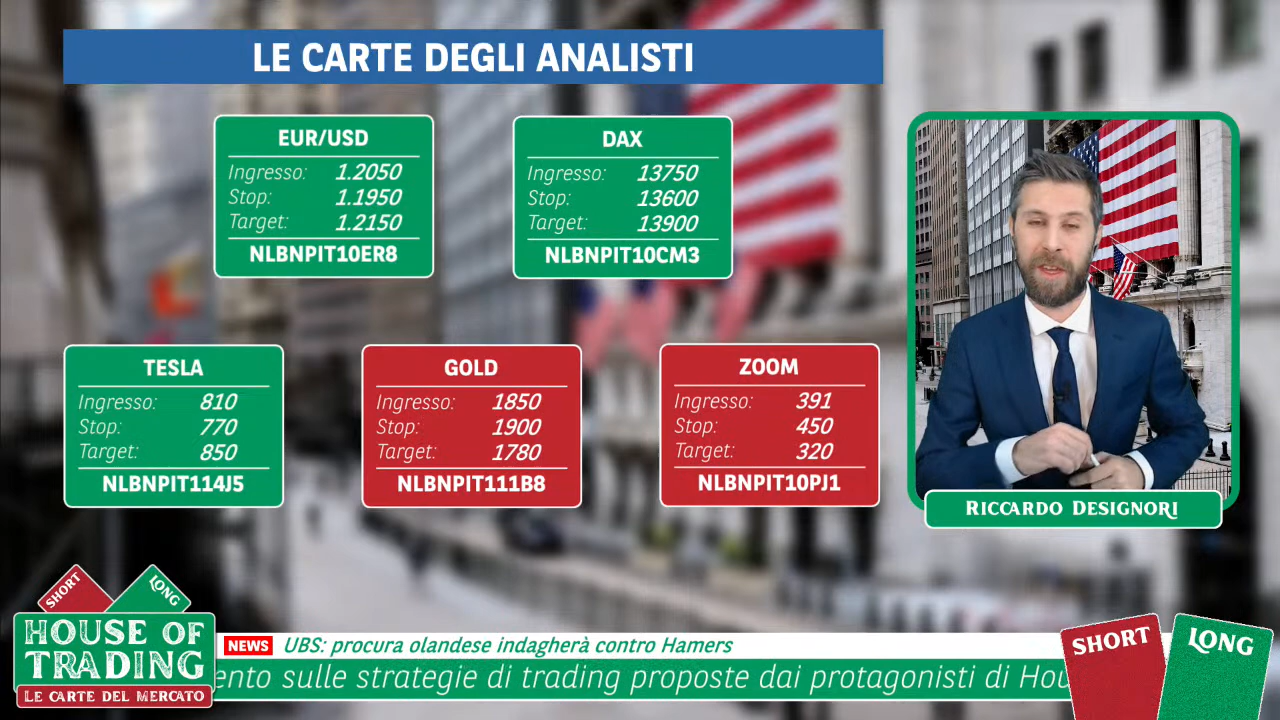 LE CARTE DEGLI ANALISTI
EUR/USD
Ingresso: 1.2050
Stop: 1.1950
Target: 1.2150
NLBNPIT10ER8
DAX
Ingresso: 13750
Stop: 13600
Target: 13900
NLBNPIT10CM3
TESLA
Ingresso: 810
Stop: 770
Target: 850
NLBNPIT114J5
GOLD
Ingresso: 1850
Stop: 1900
Target: 1780
NLBNPIT111B8
ZOOM
Ingresso: 391
Stop: 450
Target: 320
NLBNPIT10PJ1
RICCARDO DESIGNORI
SHORT
LONG
HOUSE OF
TRADING
LE CARTE DEL MERCATO
NEWS UBS: procura olandese indagherà contro Hamers
ento sulle strategie di trading proposte dai protagonisti di Hou
SHORT
LONG